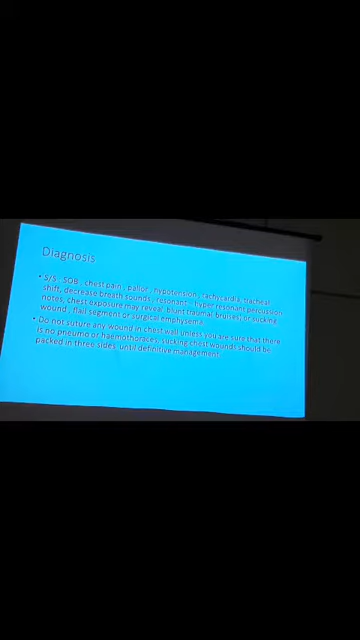 Diagnosis
• S/S , SOB , chest pain , pallor , hypotension , tachycardia, tracheal
shift, decrease breath sounds , resonant – hyper resonant percussion
notes, chest exposure may reveal blunt trauma( bruises) or sucking
wound , flail segment or surgical emphysema
• Do not suture any wound in chest wall unless you are sure that there
is no pneumo or haemothoraces, sucking chest wounds should be
packed in three sides until definitive management